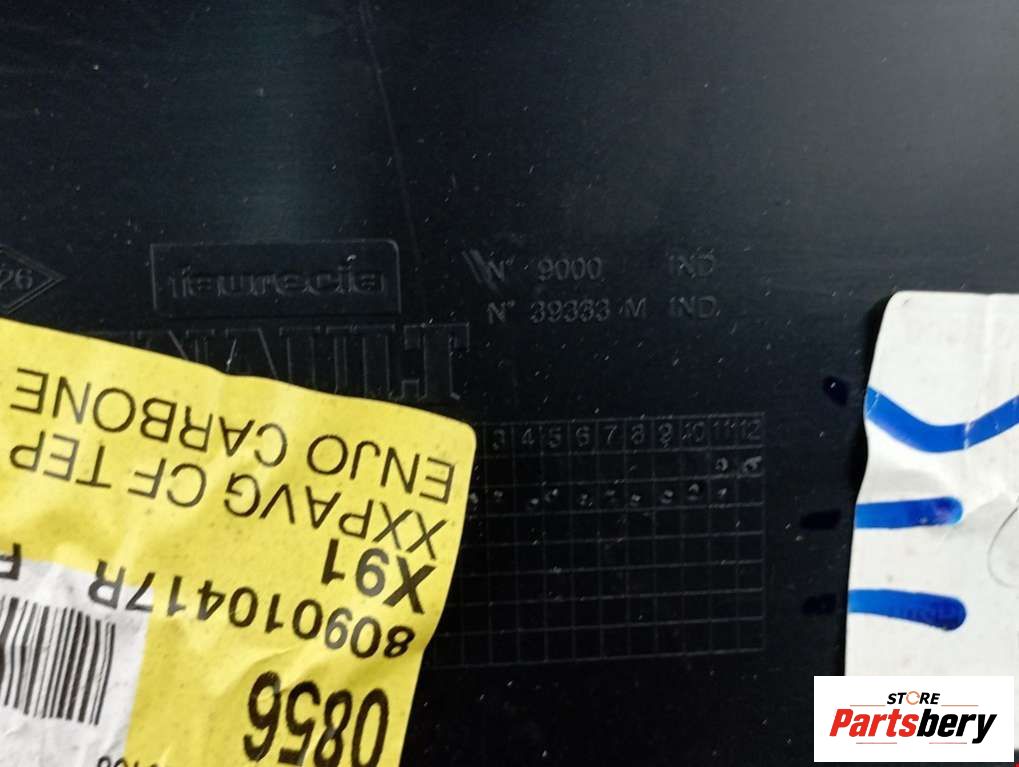 26
faurecia
N° 9000 IND
N° 39333 M IND.
3 4 5 6 7 8 9 10 11 12
0856
809010417R F
X91
XXPAVG CF TEP
ENJO CARBONE
STORE
Partsbery